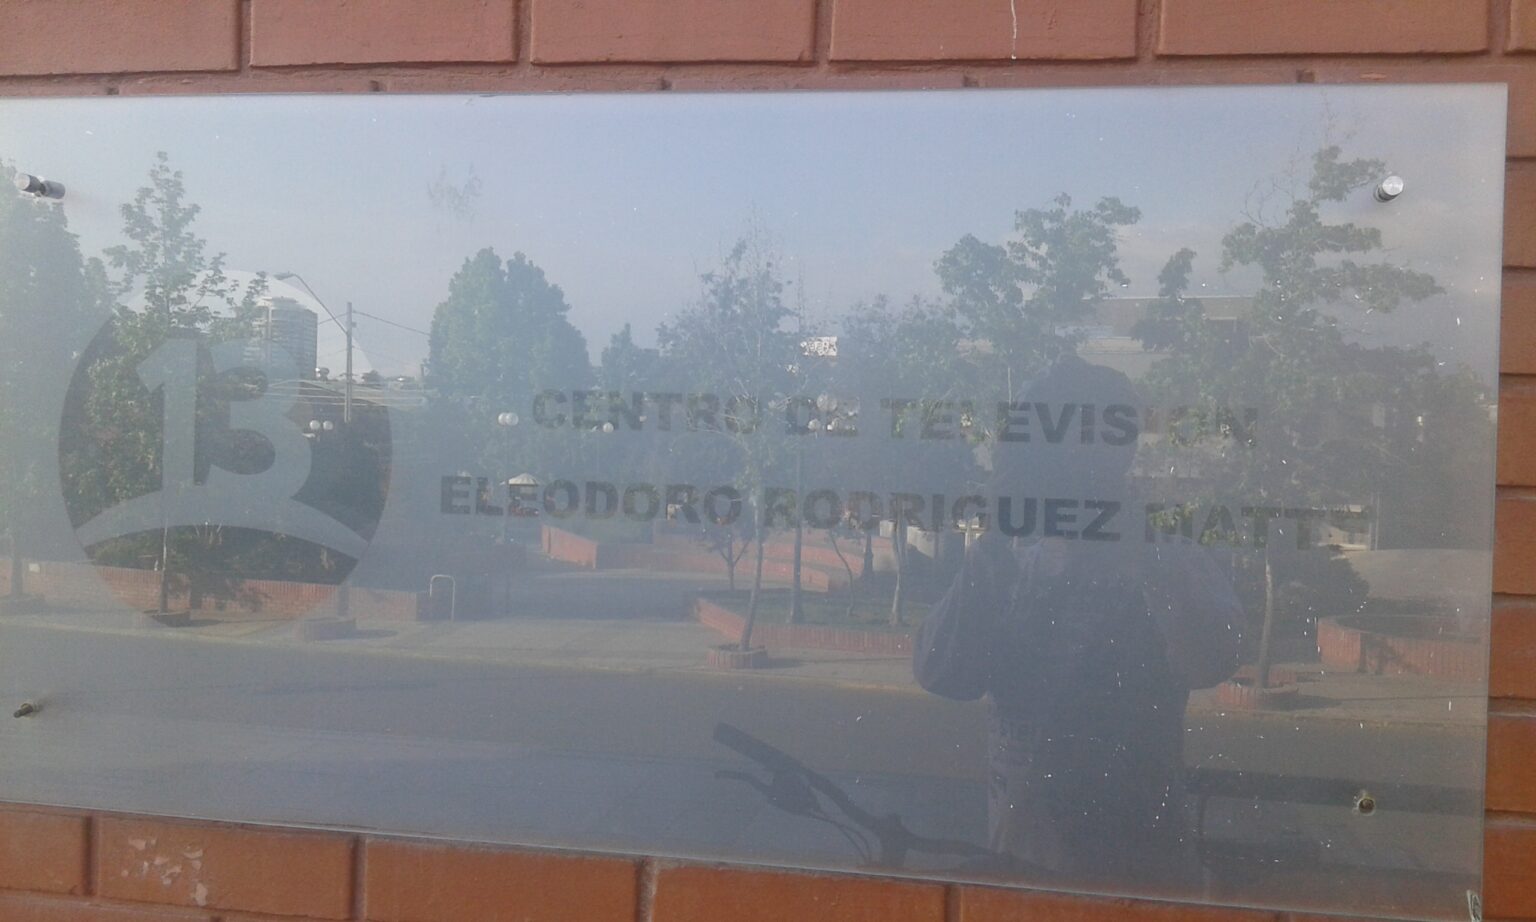 13
CENTRO DE TELEVISION
ELEODORO RODRIGUEZ MATTE